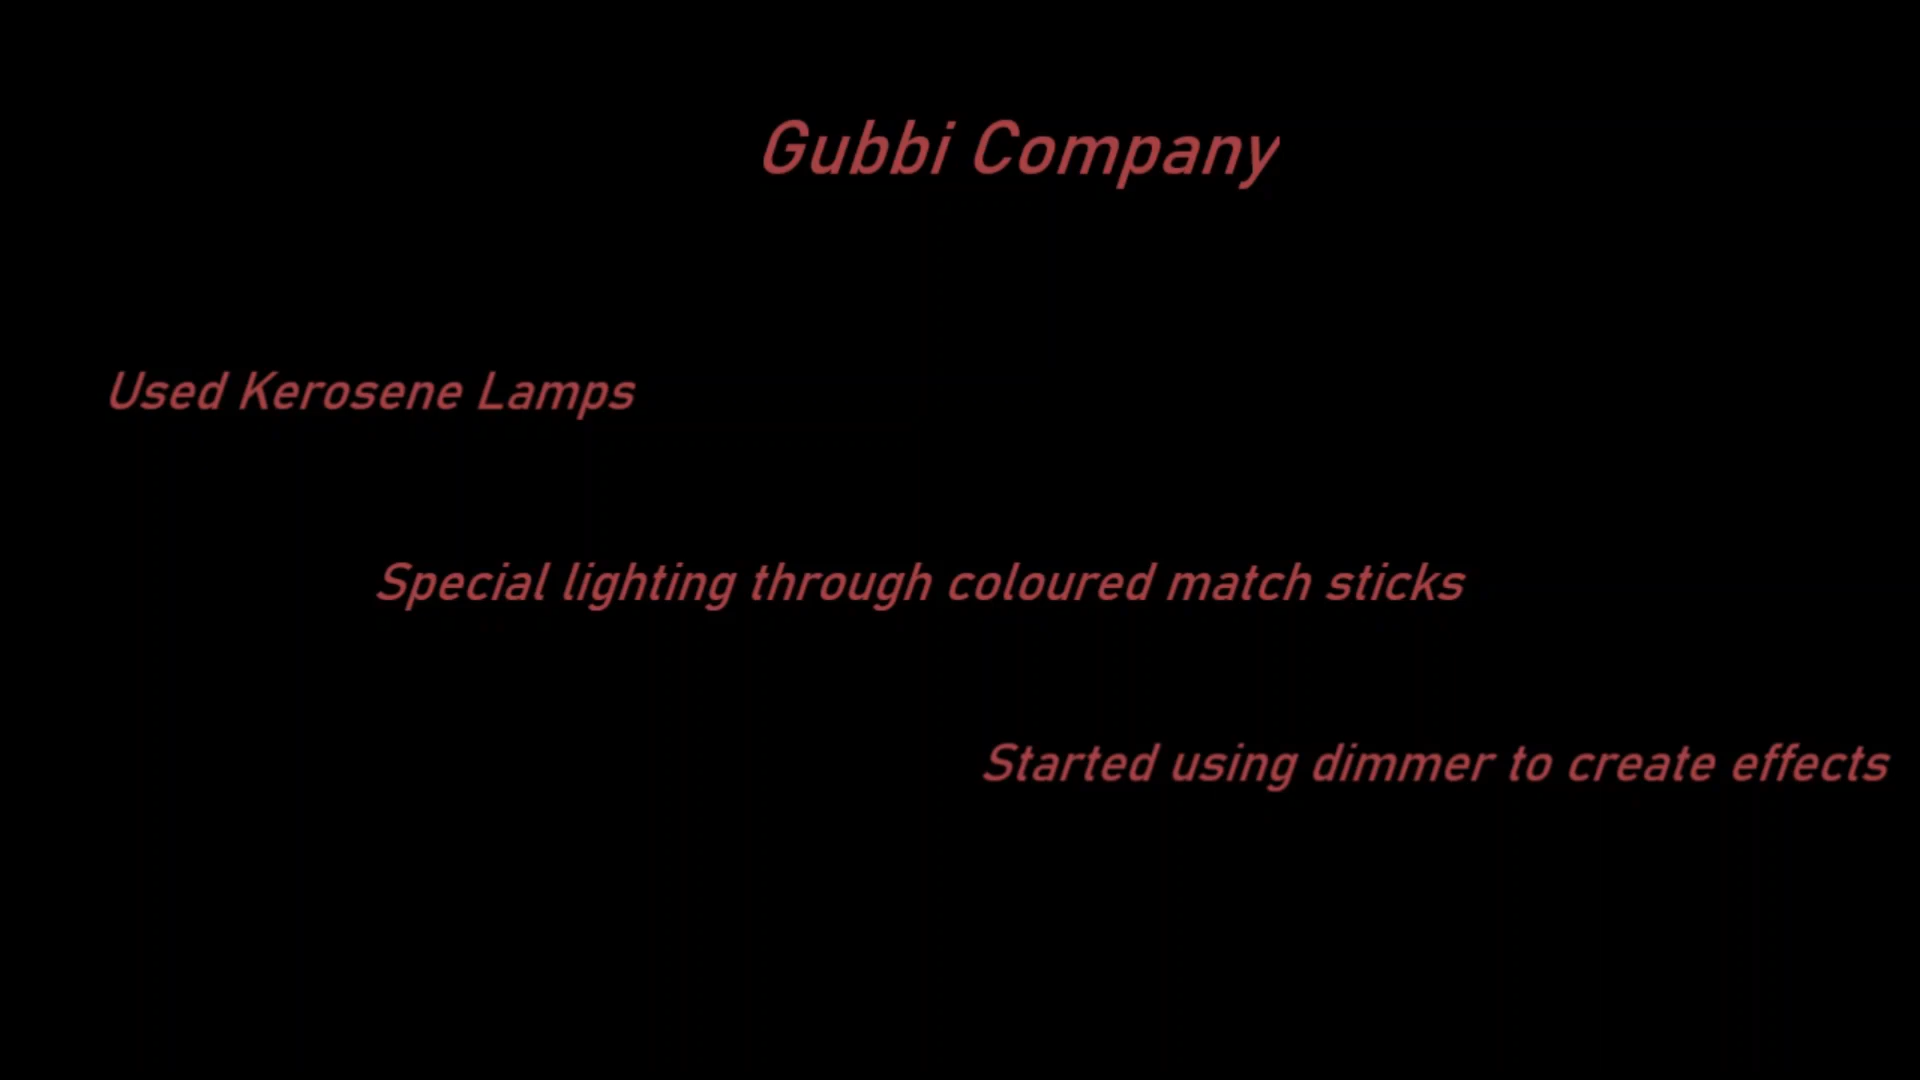 Gubbi Company
Used Kerosene Lamps
Special lighting through coloured match sticks
Started using dimmer to create effects